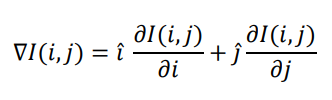 ∇I(i,j) = î ∂I(i,j)/∂i + ĵ ∂I(i,j)/∂j